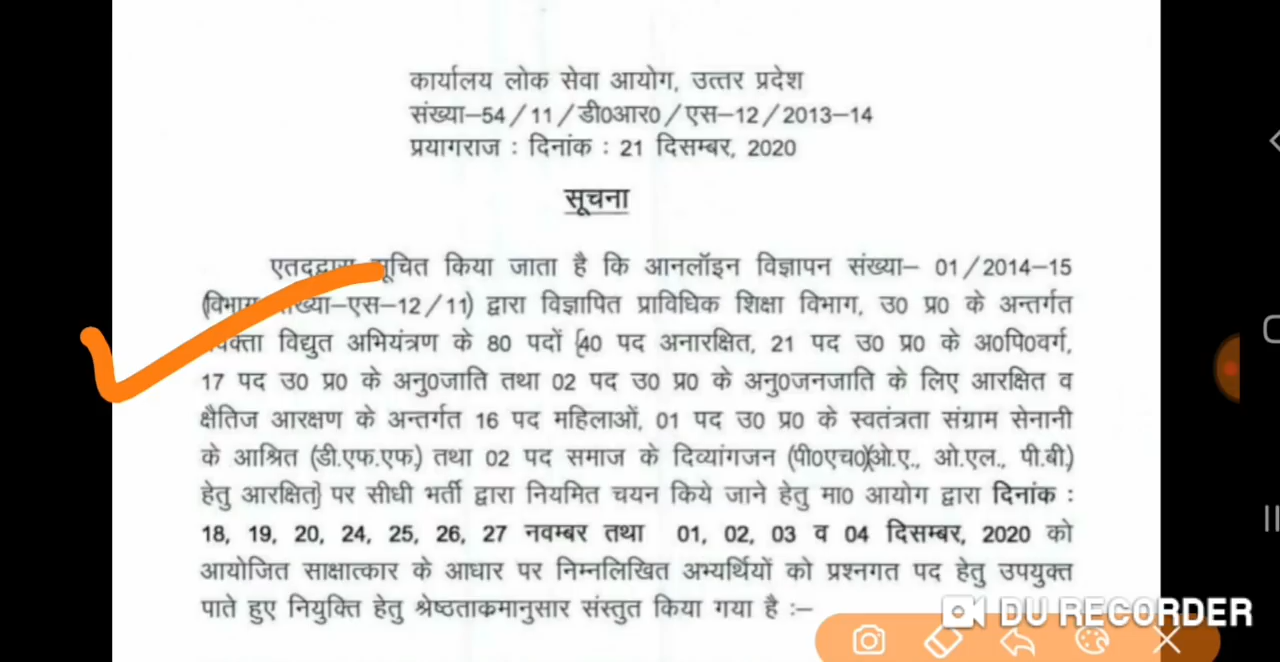 कार्यालय लोक सेवा आयोग, उत्तर प्रदेश
संख्या–54/11/डी0आर0/एस–12/2013–14
प्रयागराज : दिनांक : 21 दिसम्बर, 2020
सूचना
एतद्द्वारा सूचित किया जाता है कि आनलॉइन विज्ञापन संख्या– 01/2014–15
(विभाग संख्या–एस–12/11) द्वारा विज्ञापित प्राविधिक शिक्षा विभाग, उ0 प्र0 के अन्तर्गत
विद्युत अभियंत्रण के 80 पदों {40 पद अनारक्षित, 21 पद उ0 प्र0 के अ0पि0वर्ग,
17 पद उ0 प्र0 के अनु0जाति तथा 02 पद उ0 प्र0 के अनु0जनजाति के लिए आरक्षित व
क्षैतिज आरक्षण के अन्तर्गत 16 पद महिलाओं, 01 पद उ0 प्र0 के स्वतंत्रता संग्राम सेनानी
के आश्रित (डी.एफ.एफ.) तथा 02 पद समाज के दिव्यांगजन (पी0एच0)(ओ.ए., ओ.एल., पी.बी)
हेतु आरक्षित} पर सीधी भर्ती द्वारा नियमित चयन किये जाने हेतु मा0 आयोग द्वारा दिनांक :
18, 19, 20, 24, 25, 26, 27 नवम्बर तथा 01, 02, 03 व 04 दिसम्बर, 2020 को
आयोजित साक्षात्कार के आधार पर निम्नलिखित अभ्यर्थियों को प्रश्नगत पद हेतु उपयुक्त
पाते हुए नियुक्ति हेतु श्रेष्ठताक्रमानुसार संस्तुत किया गया है :–
DU RECORDER